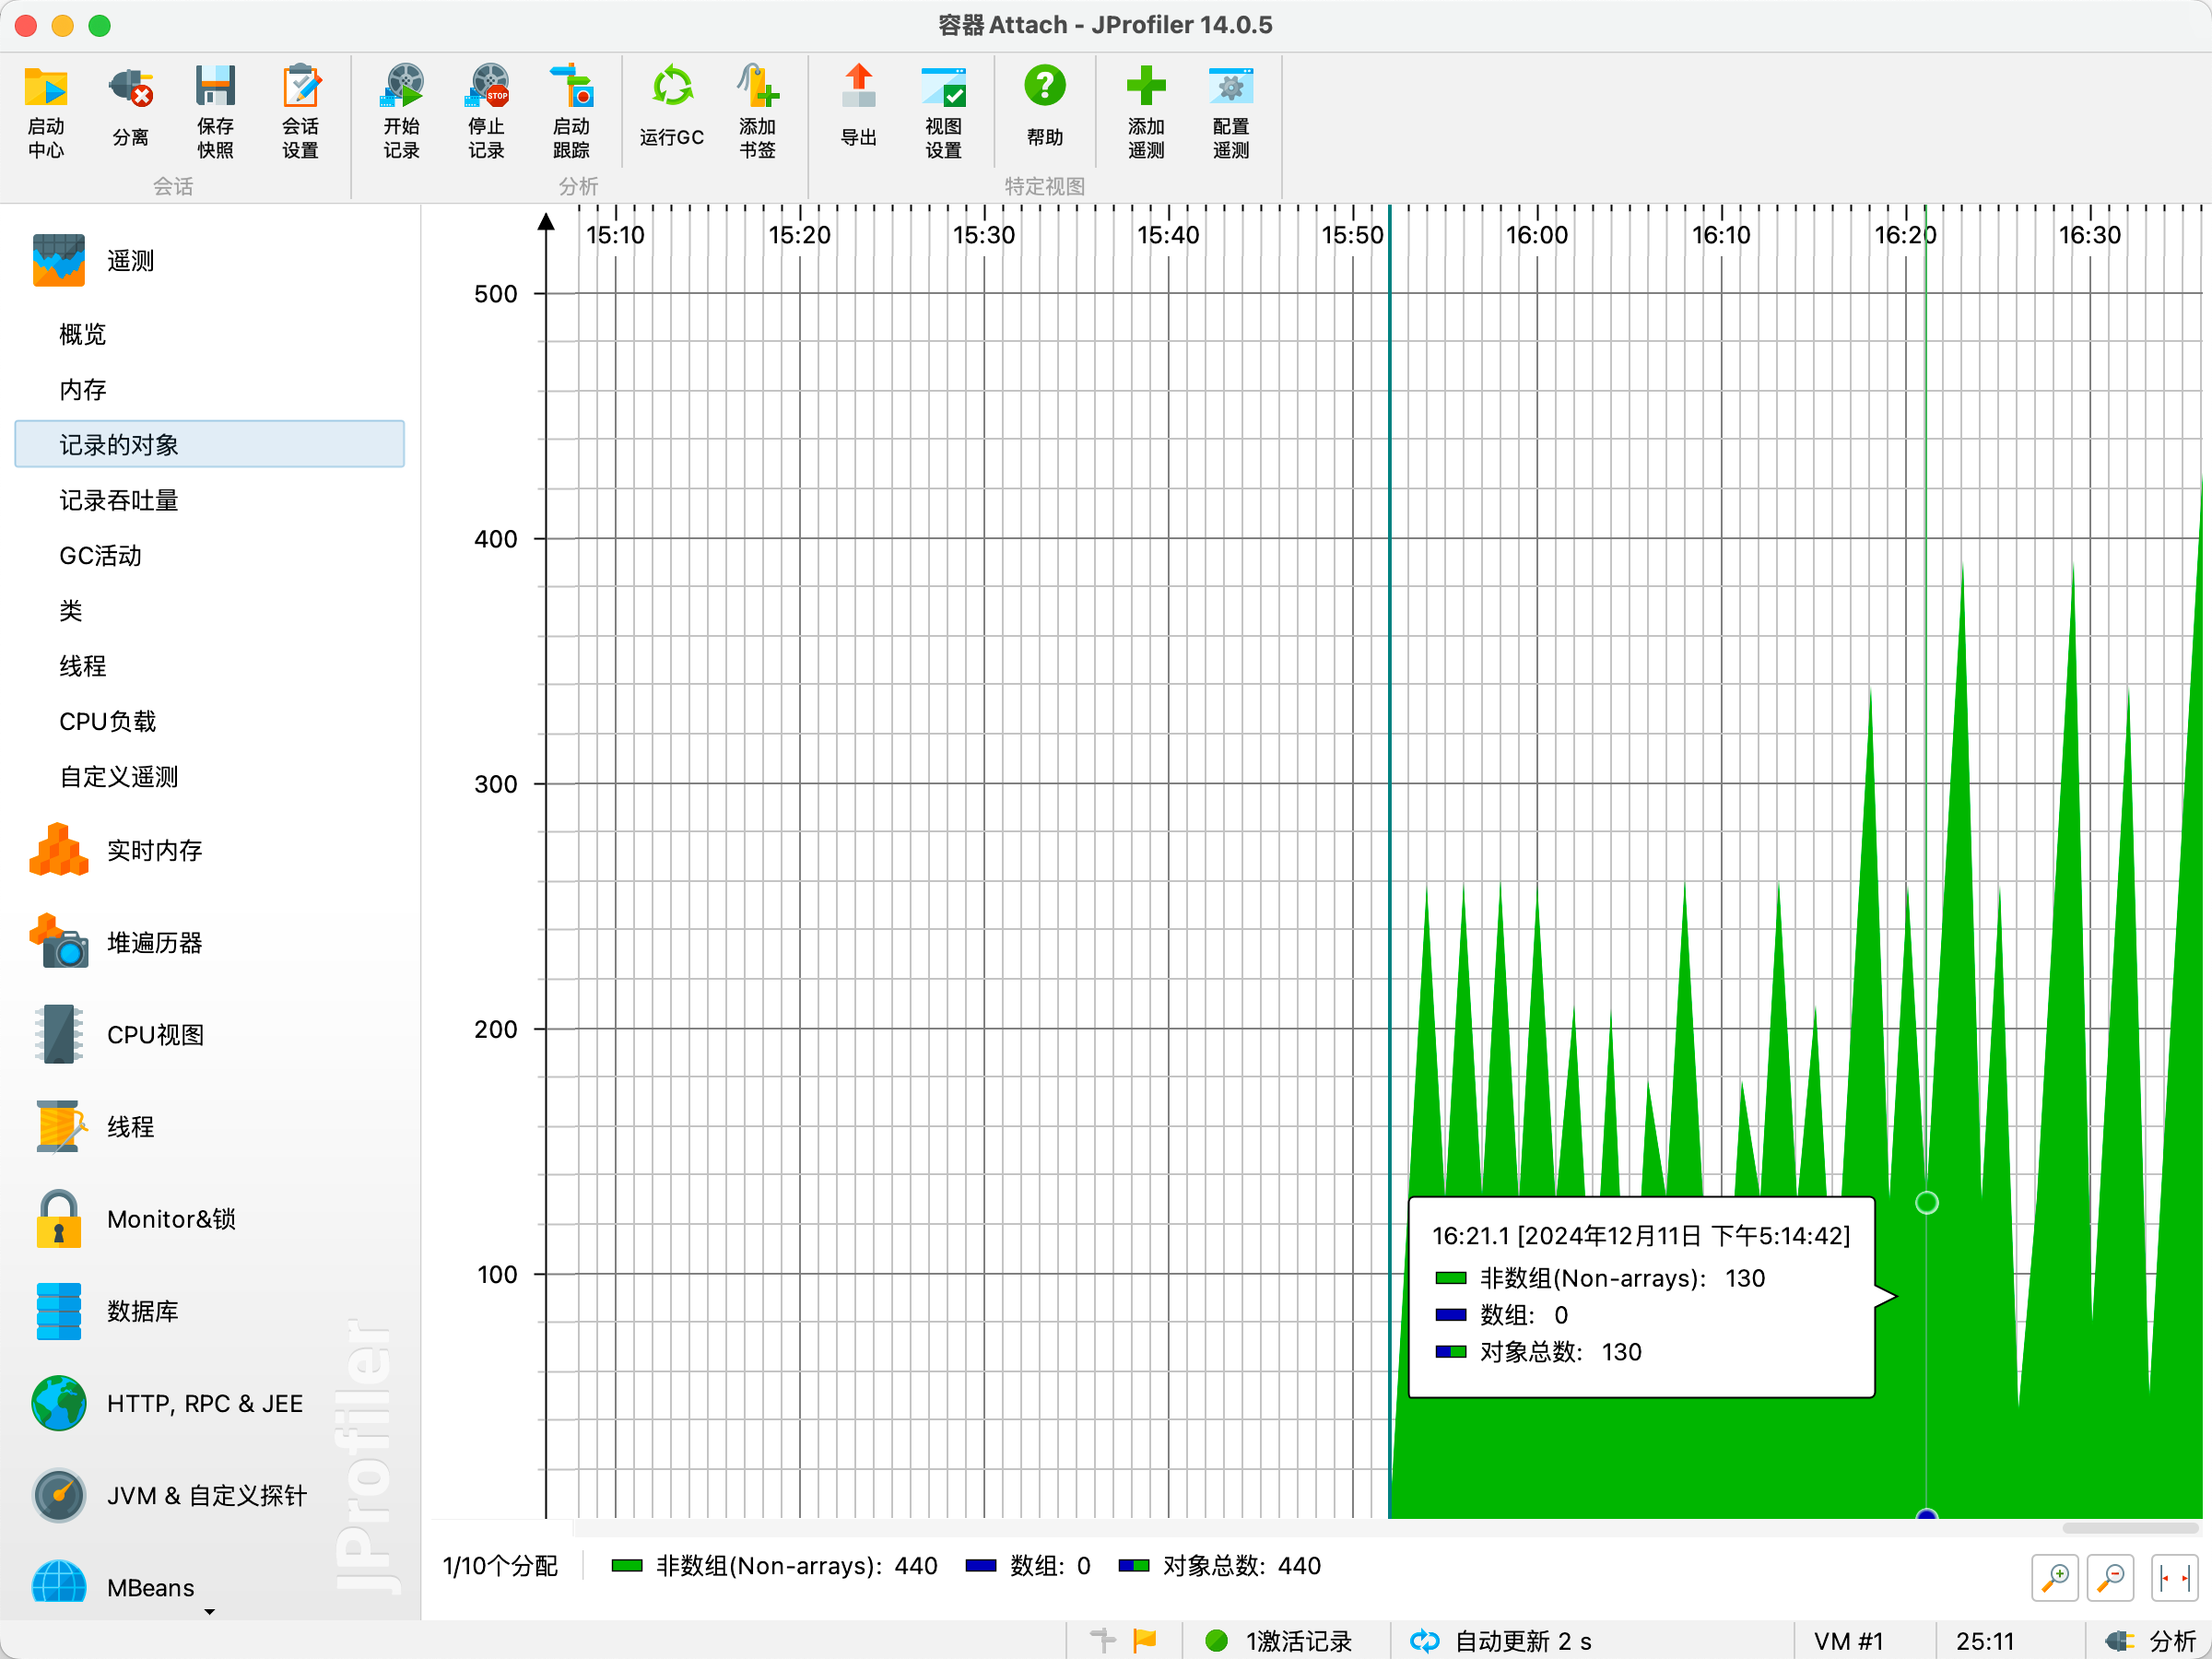 容器 Attach - JProfiler 14.0.5
启动
中心
分离
保存
快照
会话
设置
会话
开始
记录
停止
记录
启动
跟踪
运行GC
添加
书签
分析
导出
视图
设置
帮助
特定视图
添加
遥测
配置
遥测
STOP
遥测
概览
内存
记录的对象
记录吞吐量
GC活动
类
线程
CPU负载
自定义遥测
实时内存
堆遍历器
CPU视图
线程
Monitor&锁
数据库
HTTP, RPC & JEE
JVM & 自定义探针
MBeans
JProfiler
15:10 15:20 15:30 15:40 15:50 16:00 16:10 16:20 16:30
500
400
300
200
100
16:21.1 [2024年12月11日 下午5:14:42]
非数组(Non-arrays): 130
数组: 0
对象总数: 130
1/10个分配 非数组(Non-arrays): 440 数组: 0 对象总数: 440
1激活记录 自动更新 2 s VM #1 25:11 分析